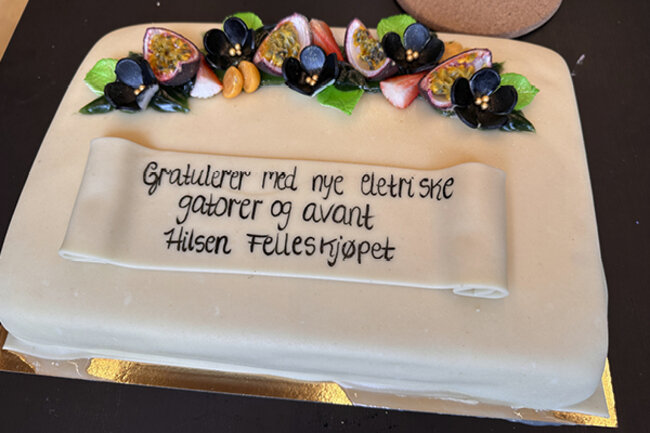 Gratulerer med nye eletriske
gatorer og avant
Hilsen Felleskjøpet